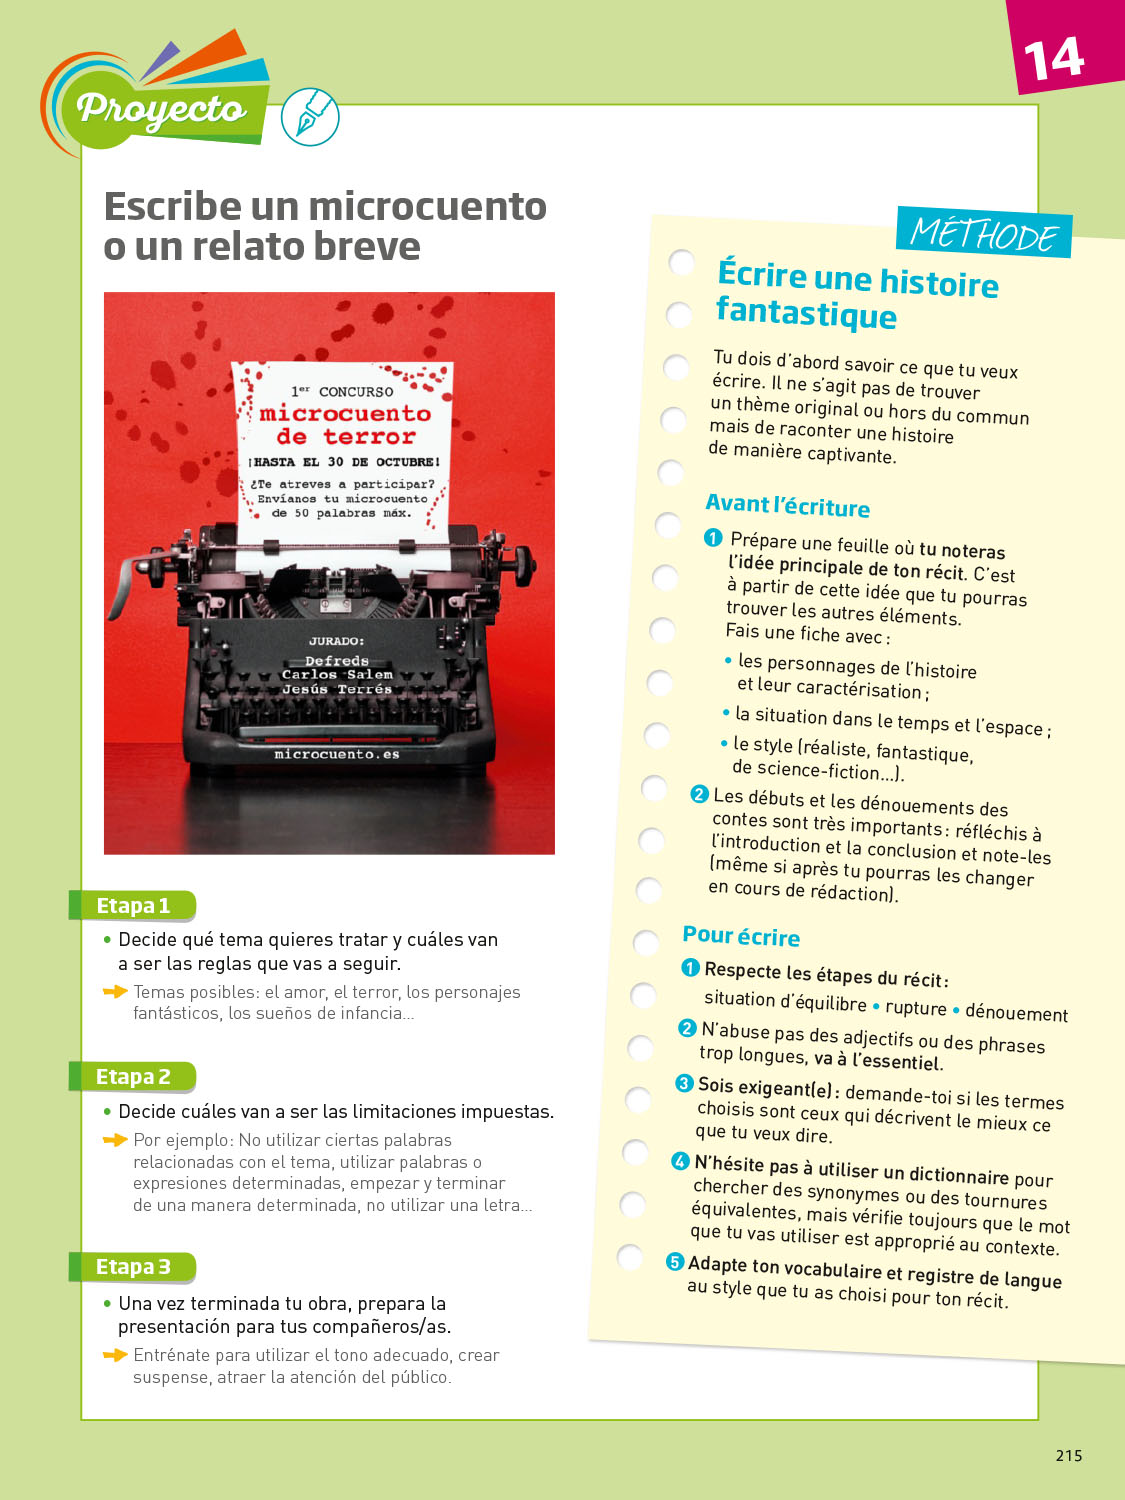 Proyecto
14
Escribe un microcuento
o un relato breve
1er CONCURSO
microcuento
de terror
¡HASTA EL 30 DE OCTUBRE!
¿Te atreves a participar?
Envíanos tu microcuento
de 50 palabras máx.
JURADO:
Defreds
Carlos Salem
Jesús Terrés
microcuento.es
Etapa 1
• Decide qué tema quieres tratar y cuáles van
a ser las reglas que vas a seguir.
Temas posibles: el amor, el terror, los personajes
fantásticos, los sueños de infancia...
Etapa 2
• Decide cuáles van a ser las limitaciones impuestas.
Por ejemplo: No utilizar ciertas palabras
relacionadas con el tema, utilizar palabras o
expresiones determinadas, empezar y terminar
de una manera determinada, no utilizar una letra...
Etapa 3
• Una vez terminada tu obra, prepara la
presentación para tus compañeros/as.
Entrénate para utilizar el tono adecuado, crear
suspense, atraer la atención del público.
MÉTHODE
Écrire une histoire
fantastique
Tu dois d'abord savoir ce que tu veux
écrire. Il ne s'agit pas de trouver
un thème original ou hors du commun
mais de raconter une histoire
de manière captivante.
Avant l'écriture
1 Prépare une feuille où tu noteras
l'idée principale de ton récit. C'est
à partir de cette idée que tu pourras
trouver les autres éléments.
Fais une fiche avec :
• les personnages de l'histoire
et leur caractérisation ;
• la situation dans le temps et l'espace ;
• le style (réaliste, fantastique,
de science-fiction...).
2 Les débuts et les dénouements des
contes sont très importants : réfléchis à
l'introduction et la conclusion et note-les
(même si après tu pourras les changer
en cours de rédaction).
Pour écrire
1 Respecte les étapes du récit :
situation d'équilibre • rupture • dénouement
2 N'abuse pas des adjectifs ou des phrases
trop longues, va à l'essentiel.
3 Sois exigeant(e) : demande-toi si les termes
choisis sont ceux qui décrivent le mieux ce
que tu veux dire.
4 N'hésite pas à utiliser un dictionnaire pour
chercher des synonymes ou des tournures
équivalentes, mais vérifie toujours que le mot
que tu vas utiliser est approprié au contexte.
5 Adapte ton vocabulaire et registre de langue
au style que tu as choisi pour ton récit.
215